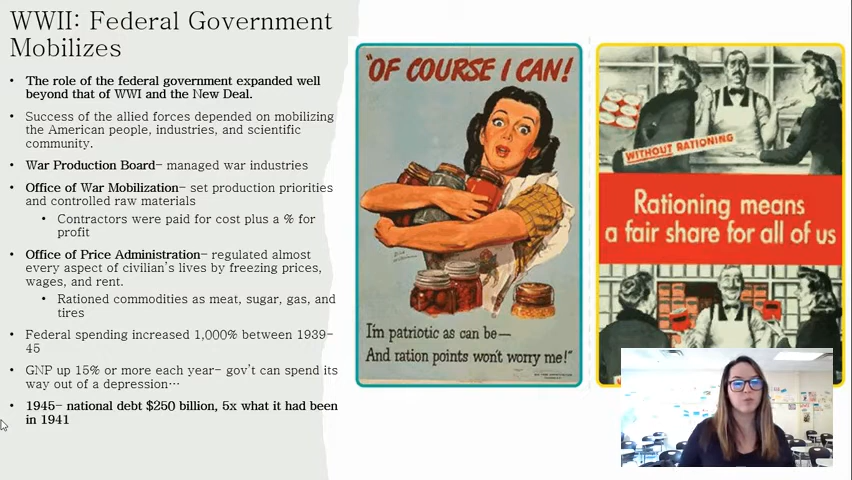 WWII: Federal Government
Mobilizes
• The role of the federal government expanded well
beyond that of WWI and the New Deal.
• Success of the allied forces depended on mobilizing
the American people, industries, and scientific
community.
• War Production Board– managed war industries
• Office of War Mobilization– set production priorities
and controlled raw materials
• Contractors were paid for cost plus a % for
profit
• Office of Price Administration– regulated almost
every aspect of civilian's lives by freezing prices,
wages, and rent.
• Rationed commodities as meat, sugar, gas, and
tires
• Federal spending increased 1,000% between 1939-
45
• GNP up 15% or more each year– gov't can spend its
way out of a depression…
• 1945– national debt $250 billion, 5x what it had been
in 1941
"OF COURSE I CAN!
I'm patriotic as can be—
And ration points won't worry me!"
WITHOUT RATIONING
Rationing means
a fair share for all of us